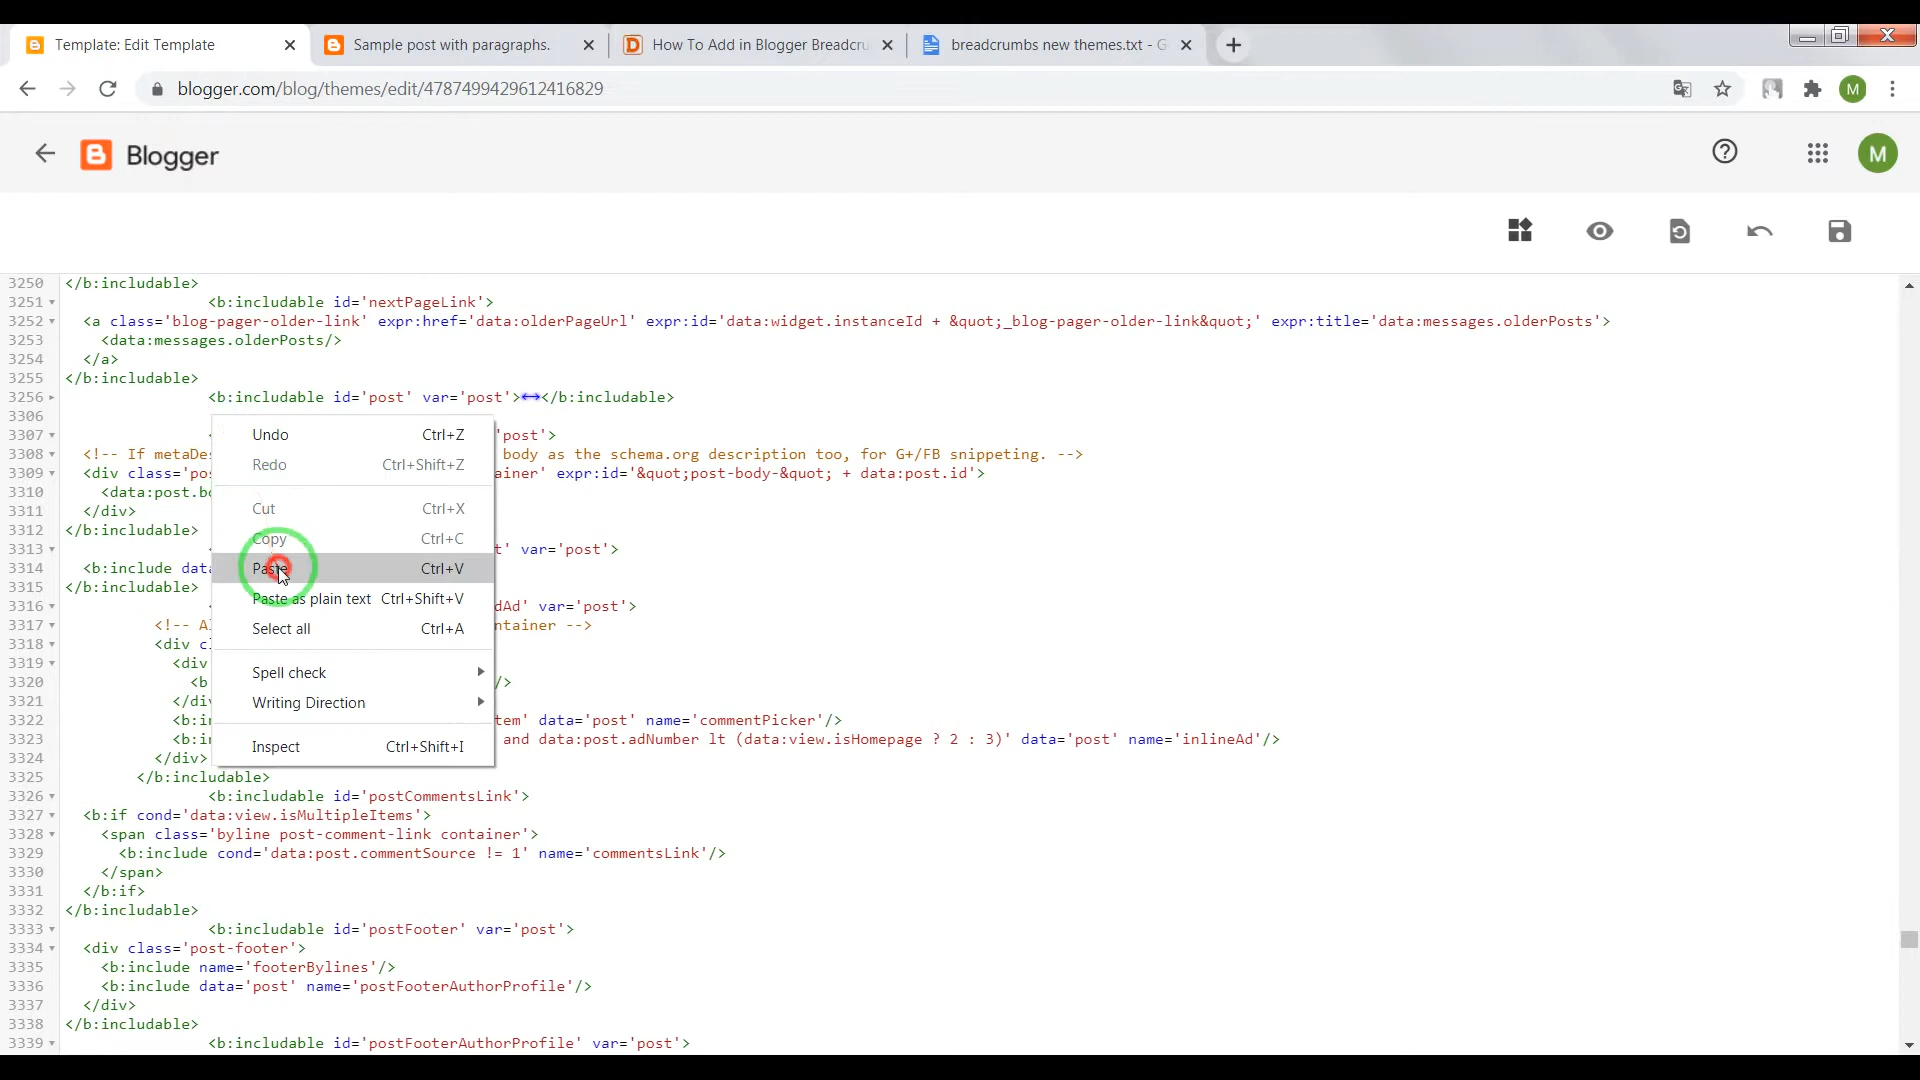 Template: Edit Template
Sample post with paragraphs.
How To Add in Blogger Breadcru
breadcrumbs new themes.txt - G
blogger.com/blog/themes/edit/4787499429612416829
M
Blogger
M
3250 </b:includable>
3251 <b:includable id='nextPageLink'>
3252 <a class='blog-pager-older-link' expr:href='data:olderPageUrl' expr:id='data:widget.instanceId + &quot;_blog-pager-older-link&quot;' expr:title='data:messages.olderPosts'>
3253 <data:messages.olderPosts/>
3254 </a>
3255 </b:includable>
3256 <b:includable id='post' var='post'></b:includable>
3306
3307 'post'>
3308 <!-- If metaDes body as the schema.org description too, for G+/FB snippeting. -->
3309 <div class='pos ainer' expr:id='&quot;post-body-&quot; + data:post.id'>
3310 <data:post.bo
3311 </div>
3312 </b:includable>
3313 t' var='post'>
3314 <b:include data
3315 </b:includable>
3316 dAd' var='post'>
3317 <!-- A ntainer -->
3318 <div cl
3319 <div
3320 <b />
3321 </div
3322 <b:in tem' data='post' name='commentPicker'/>
3323 <b:in and data:post.adNumber lt (data:view.isHomepage ? 2 : 3)' data='post' name='inlineAd'/>
3324 </div>
3325 </b:includable>
3326 <b:includable id='postCommentsLink'>
3327 <b:if cond='data:view.isMultipleItems'>
3328 <span class='byline post-comment-link container'>
3329 <b:include cond='data:post.commentSource != 1' name='commentsLink'/>
3330 </span>
3331 </b:if>
3332 </b:includable>
3333 <b:includable id='postFooter' var='post'>
3334 <div class='post-footer'>
3335 <b:include name='footerBylines'/>
3336 <b:include data='post' name='postFooterAuthorProfile'/>
3337 </div>
3338 </b:includable>
3339 <b:includable id='postFooterAuthorProfile' var='post'>
Undo Ctrl+Z
Redo Ctrl+Shift+Z
Cut Ctrl+X
Copy Ctrl+C
Paste Ctrl+V
Paste as plain text Ctrl+Shift+V
Select all Ctrl+A
Spell check
Writing Direction
Inspect Ctrl+Shift+I